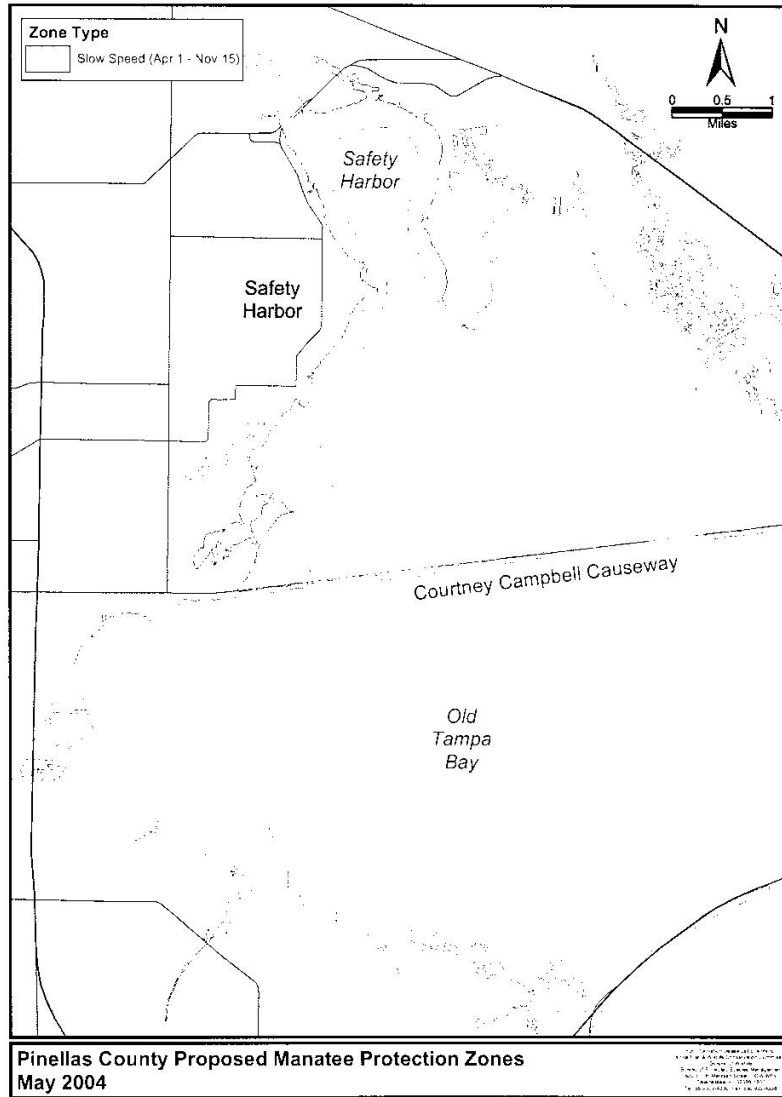 Zone Type
Slow Speed (Apr 1 - Nov 15)
N
0 0.5 1
Miles
Safety
Harbor
Safety
Harbor
Courtney Campbell Causeway
Old
Tampa
Bay
Pinellas County Proposed Manatee Protection Zones
May 2004